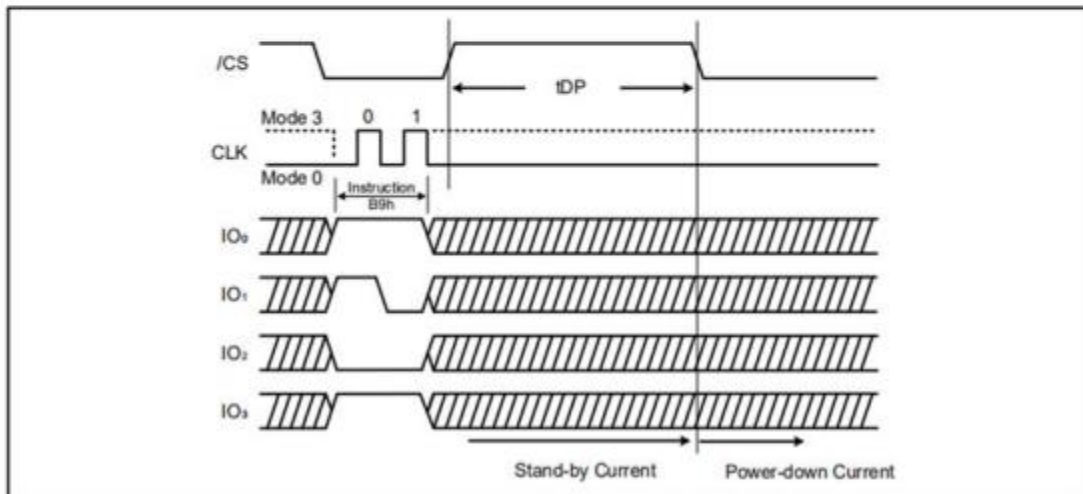 /CS
tDP
Mode 3
0 1
CLK
Mode 0
Instruction
B9h
IO₀
IO₁
IO₂
IO₃
Stand-by Current
Power-down Current